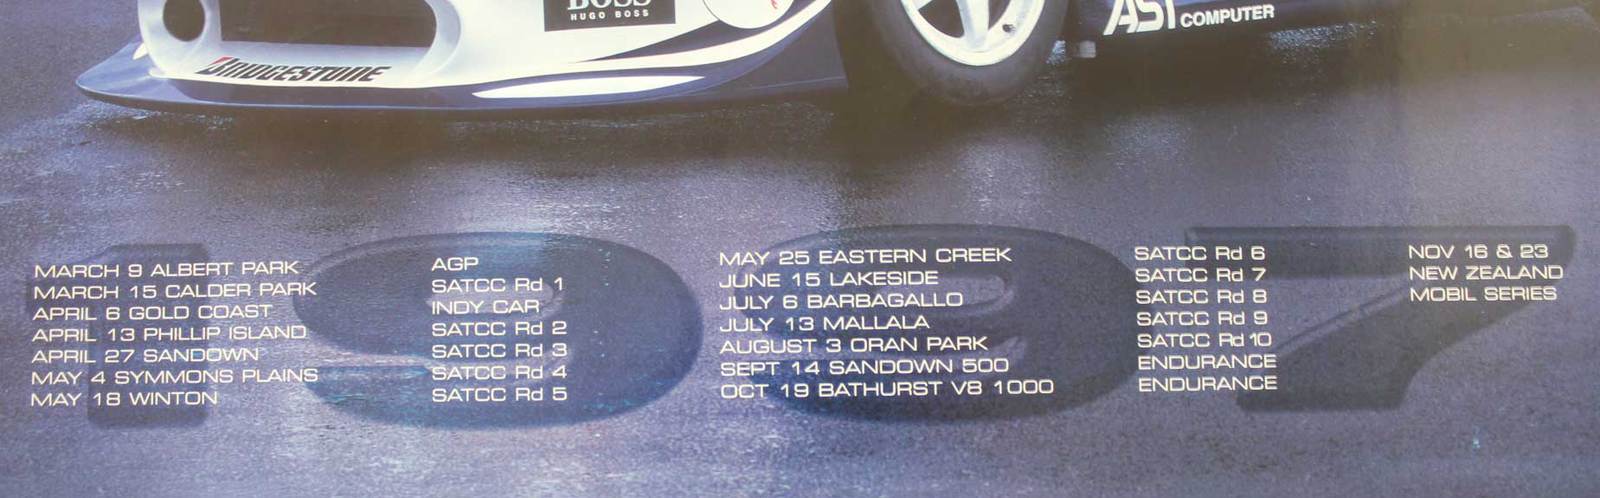 BOSS
HUGO BOSS
AST COMPUTER
BRIDGESTONE
1997
MARCH 9 ALBERT PARK AGP
MARCH 15 CALDER PARK SATCC Rd 1
APRIL 6 GOLD COAST INDY CAR
APRIL 13 PHILLIP ISLAND SATCC Rd 2
APRIL 27 SANDOWN SATCC Rd 3
MAY 4 SYMMONS PLAINS SATCC Rd 4
MAY 18 WINTON SATCC Rd 5
MAY 25 EASTERN CREEK SATCC Rd 6
JUNE 15 LAKESIDE SATCC Rd 7
JULY 6 BARBAGALLO SATCC Rd 8
JULY 13 MALLALA SATCC Rd 9
AUGUST 3 ORAN PARK SATCC Rd 10
SEPT 14 SANDOWN 500 ENDURANCE
OCT 19 BATHURST V8 1000 ENDURANCE
NOV 16 & 23
NEW ZEALAND
MOBIL SERIES